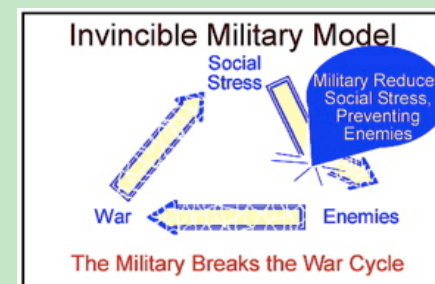 Invincible Military Model
Social
Stress
Military Reduce
Social Stress,
Preventing
Enemies
War
Enemies
The Military Breaks the War Cycle